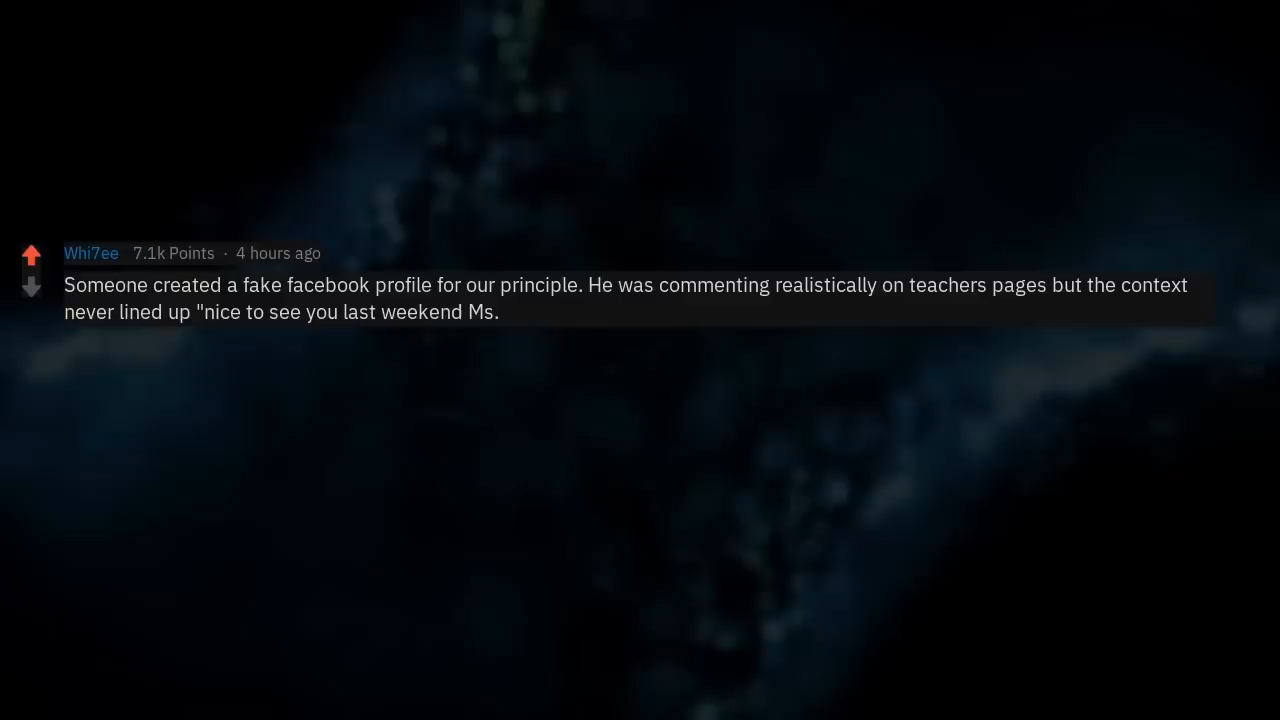 Whi7ee 7.1k Points · 4 hours ago
Someone created a fake facebook profile for our principle. He was commenting realistically on teachers pages but the context
never lined up "nice to see you last weekend Ms.